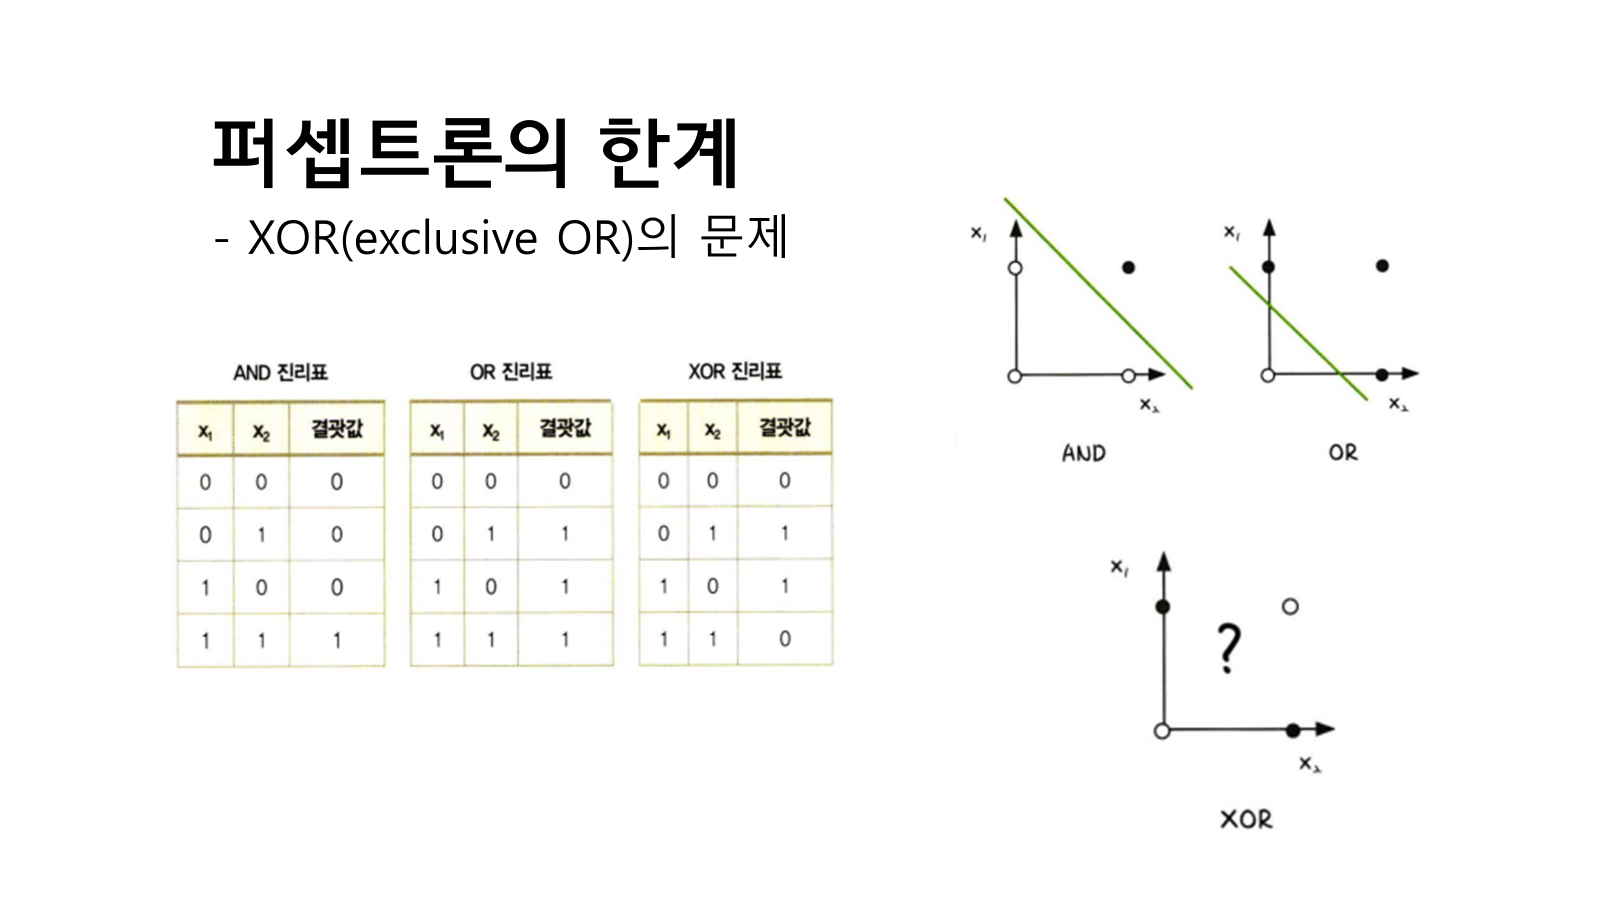 퍼셉트론의 한계
- XOR(exclusive OR)의 문제
AND 진리표
x₁ x₂ 결괏값
0 0 0
0 1 0
1 0 0
1 1 1
OR 진리표
x₁ x₂ 결괏값
0 0 0
0 1 1
1 0 1
1 1 1
XOR 진리표
x₁ x₂ 결괏값
0 0 0
0 1 1
1 0 1
1 1 0
x₁
x₂
AND
x₁
x₂
OR
x₁
?
x₂
XOR